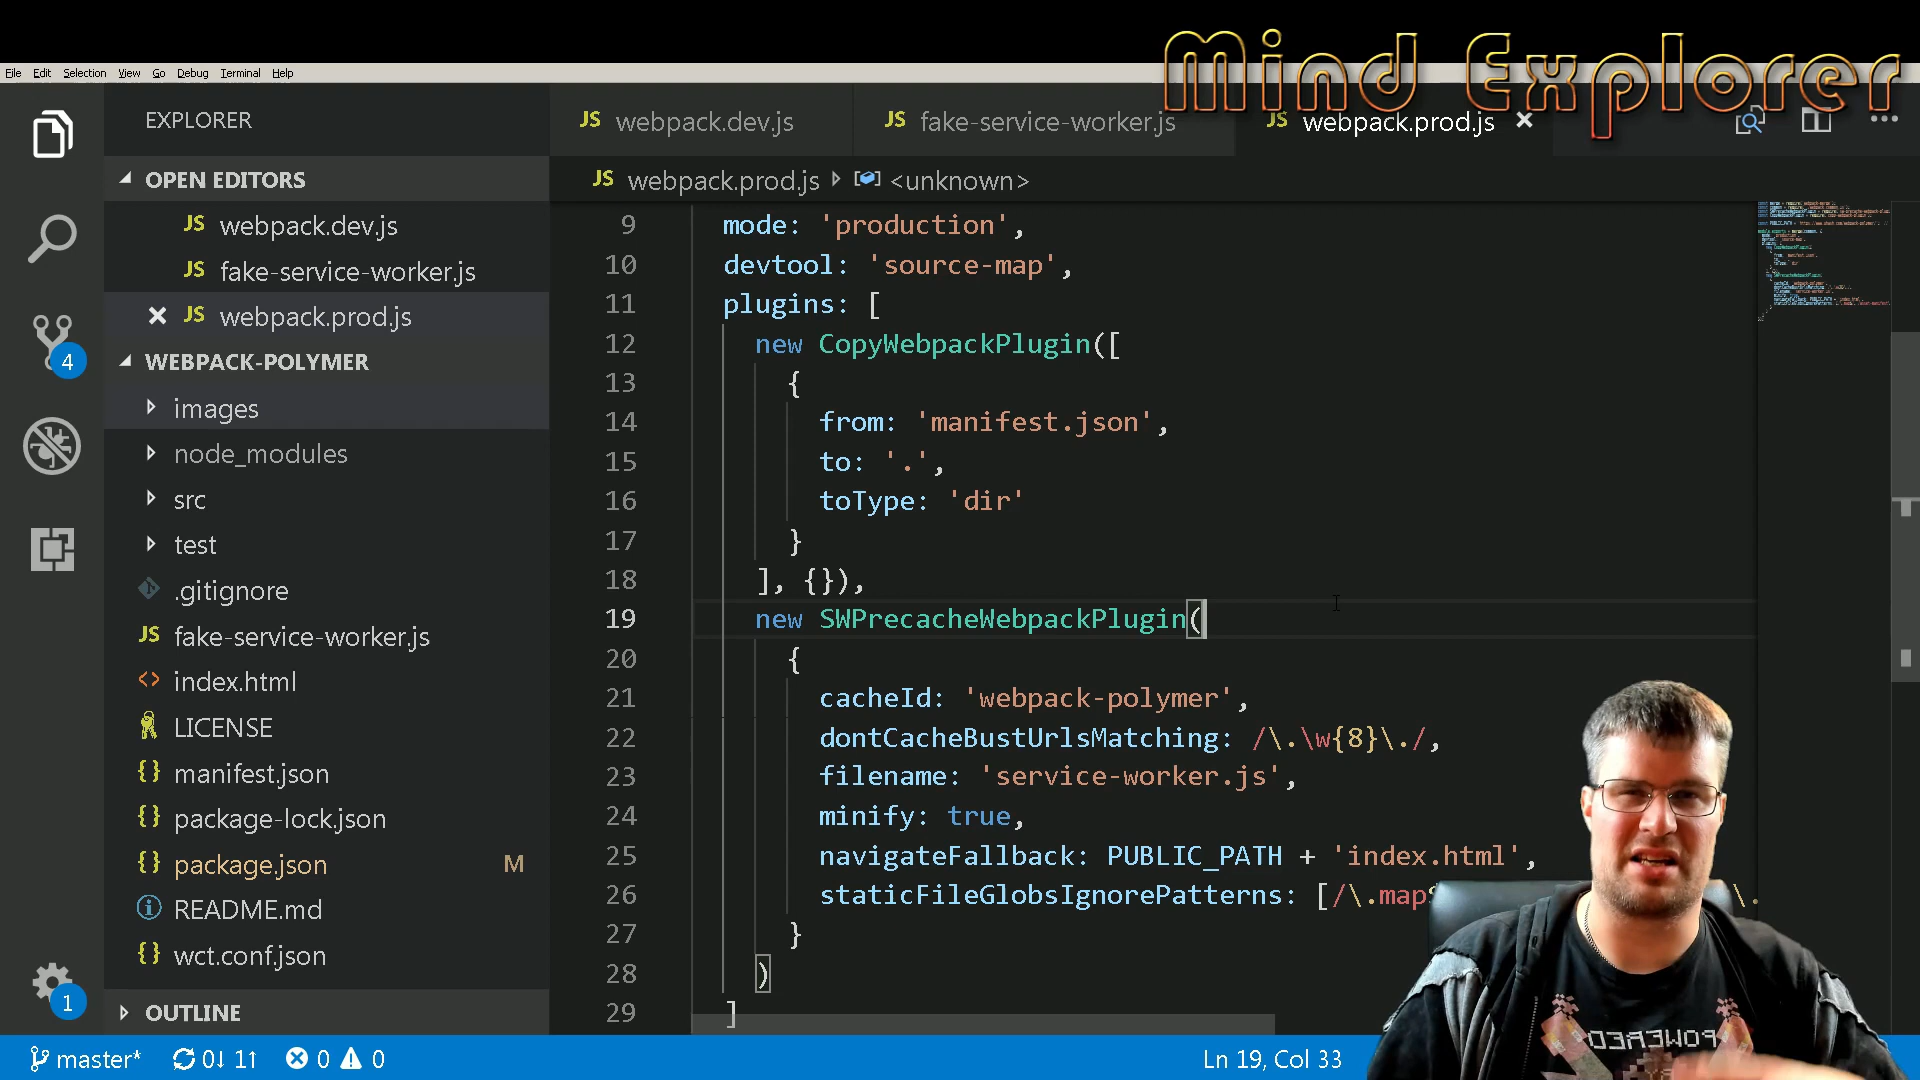 Mind Explorer
File Edit Selection View Go Debug Terminal Help
EXPLORER
OPEN EDITORS
JS webpack.dev.js
JS fake-service-worker.js
JS webpack.prod.js
WEBPACK-POLYMER
images
node_modules
src
test
.gitignore
JS fake-service-worker.js
<> index.html
LICENSE
{} manifest.json
{} package-lock.json
{} package.json M
README.md
{} wct.conf.json
OUTLINE
4
1
JS webpack.dev.js JS fake-service-worker.js JS webpack.prod.js
JS webpack.prod.js <unknown>
9 mode: 'production',
10 devtool: 'source-map',
11 plugins: [
12 new CopyWebpackPlugin([
13 {
14 from: 'manifest.json',
15 to: '.',
16 toType: 'dir'
17 }
18 ], {}),
19 new SWPrecacheWebpackPlugin(
20 {
21 cacheId: 'webpack-polymer',
22 dontCacheBustUrlsMatching: /\.\w{8}\./,
23 filename: 'service-worker.js',
24 minify: true,
25 navigateFallback: PUBLIC_PATH + 'index.html',
26 staticFileGlobsIgnorePatterns: [/\.map
27 }
28 )
29 ]
master* 0↓ 1↑ 0 0 Ln 19, Col 33
POWERED